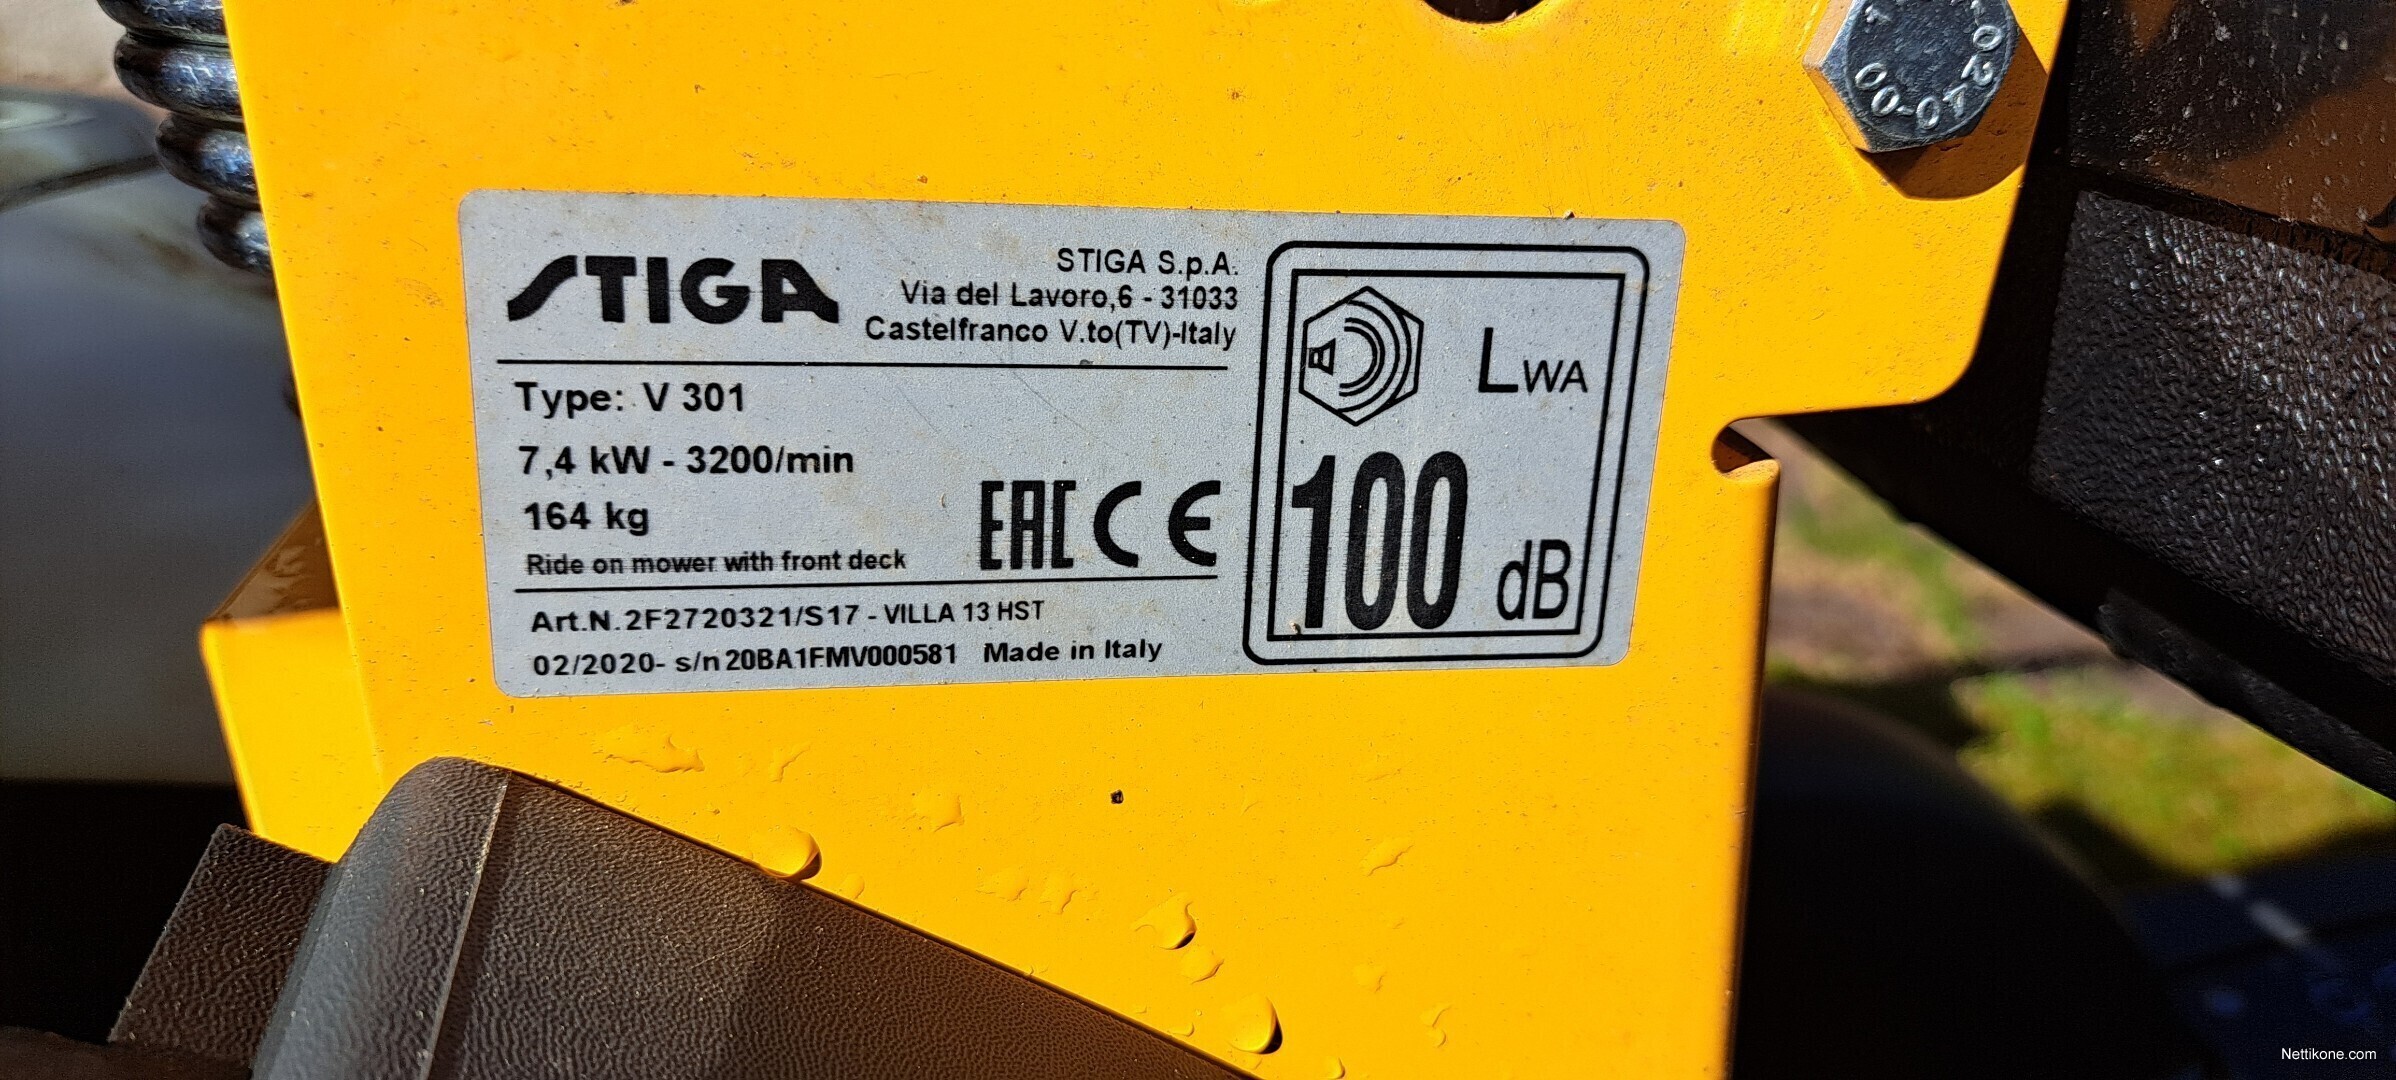 STIGA
STIGA S.p.A.
Via del Lavoro,6 - 31033
Castelfranco V.to(TV)-Italy
Type: V 301
7,4 kW - 3200/min
164 kg
Ride on mower with front deck
EAC CE
Art.N.2F2720321/S17 - VILLA 13 HST
02/2020- s/n 20BA1FMV000581 Made in Italy
LWA
100 dB
Nettikone.com